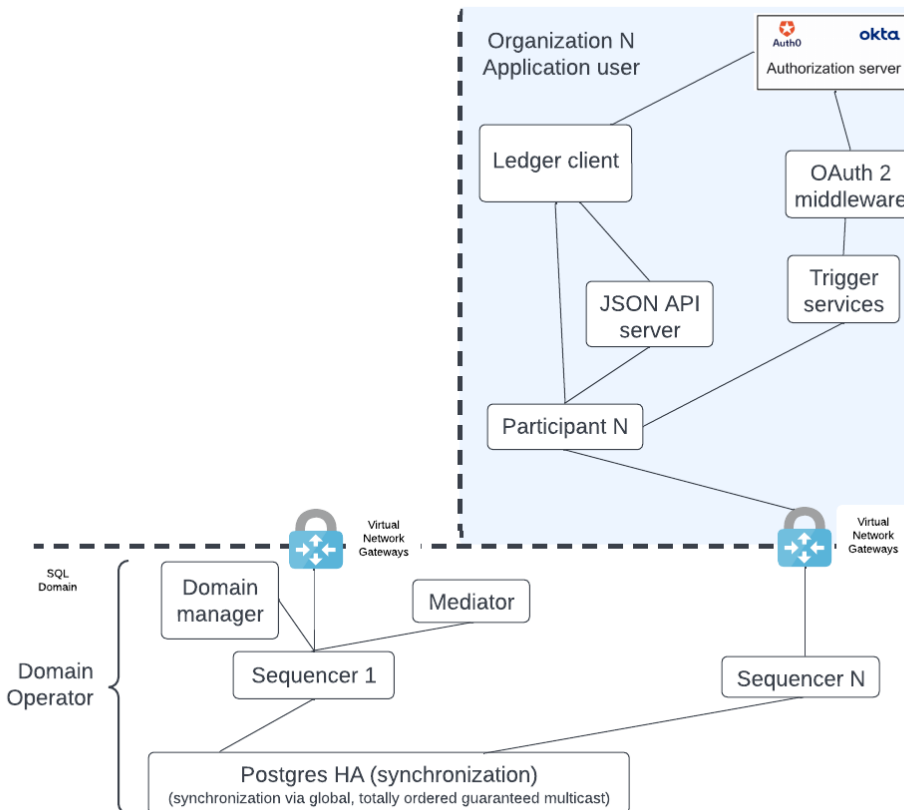 Organization N
Application user
Auth0
okta
Authorization server
Ledger client
OAuth 2
middleware
JSON API
server
Trigger
services
Participant N
Virtual
Network
Gateways
Virtual
Network
Gateways
SQL
Domain
Domain
manager
Mediator
Domain
Operator
Sequencer 1
Sequencer N
Postgres HA (synchronization)
(synchronization via global, totally ordered guaranteed multicast)